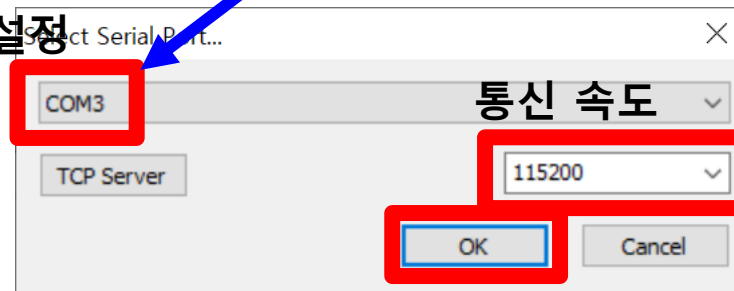 설정
Select Serial Port...
COM3
통신 속도
TCP Server
115200
OK
Cancel